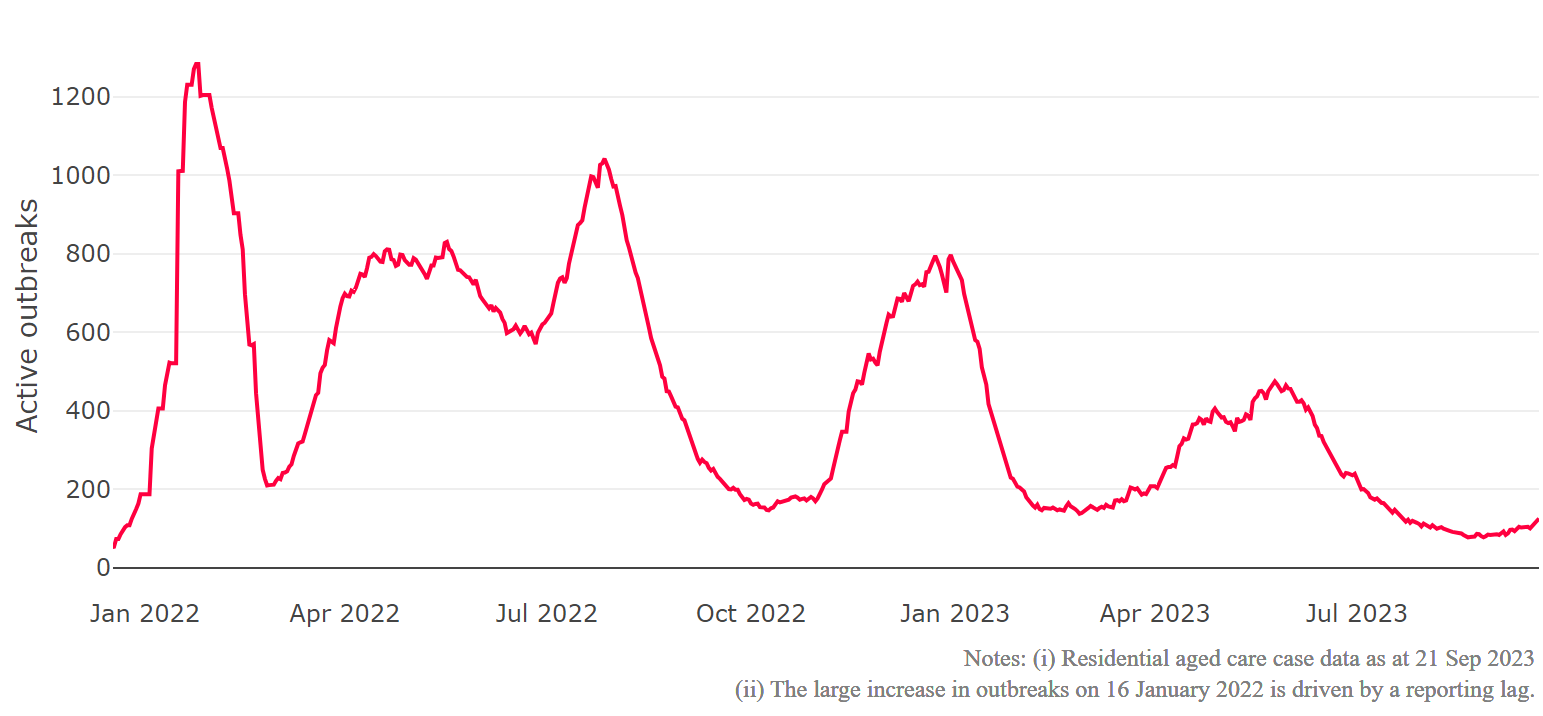 1200
1000
800
600
400
200
0
Active outbreaks
Jan 2022 Apr 2022 Jul 2022 Oct 2022 Jan 2023 Apr 2023 Jul 2023
Notes: (i) Residential aged care case data as at 21 Sep 2023
(ii) The large increase in outbreaks on 16 January 2022 is driven by a reporting lag.